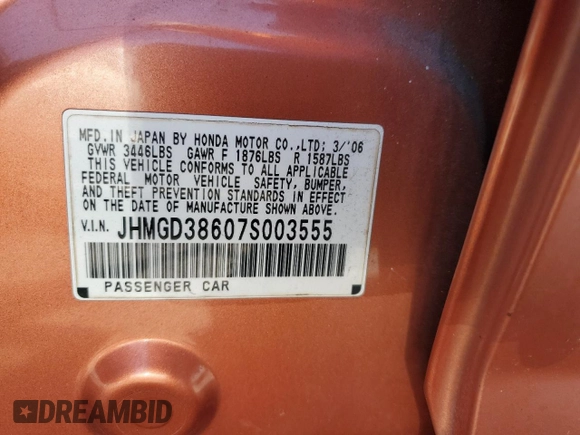 MFD. IN JAPAN BY HONDA MOTOR CO.,LTD; 3/'06
GVWR 3446LBS GAWR F 1876LBS R 1587LBS
THIS VEHICLE CONFORMS TO ALL APPLICABLE
FEDERAL MOTOR VEHICLE SAFETY, BUMPER,
AND THEFT PREVENTION STANDARDS IN EFFECT
ON THE DATE OF MANUFACTURE SHOWN ABOVE.
V.I.N. JHMGD38607S003555
PASSENGER CAR
DREAMBID